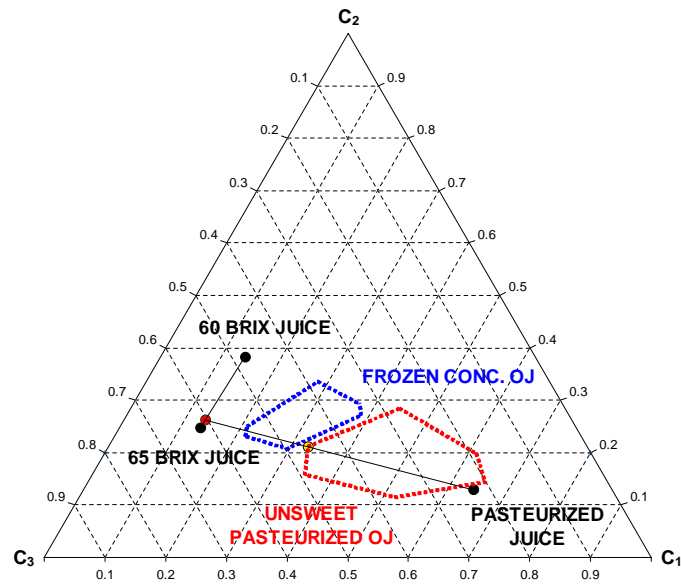 C₂
0.1 0.9
0.2 0.8
0.3 0.7
0.4 0.6
0.5 0.5
60 BRIX JUICE
0.6 0.4
FROZEN CONC. OJ
0.7 0.3
65 BRIX JUICE
0.8 0.2
0.9 0.1
UNSWEET
PASTEURIZED OJ
PASTEURIZED
JUICE
C₃ C₁
0.1 0.2 0.3 0.4 0.5 0.6 0.7 0.8 0.9